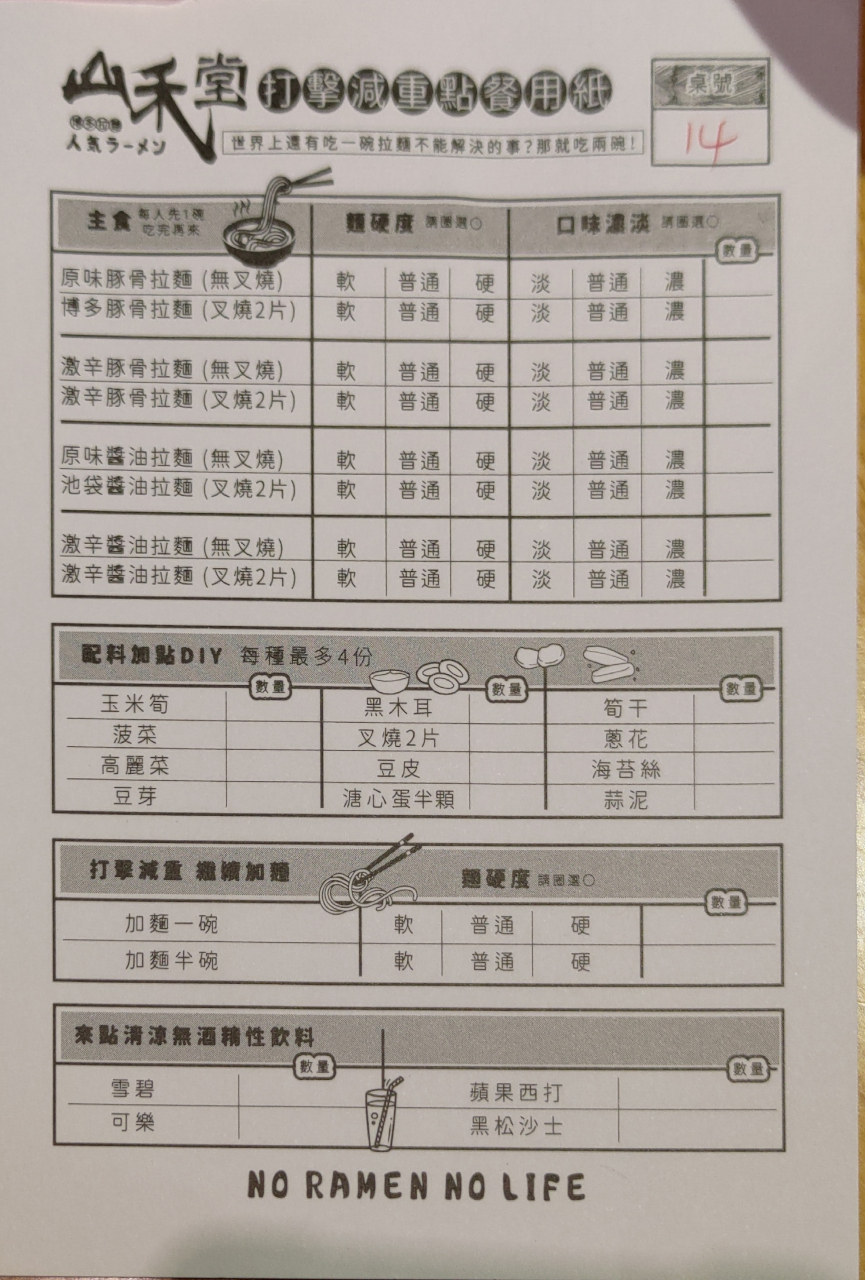 山禾堂 打擊減重點餐用紙
桌號
14
博多拉麵
人気ラーメン
世界上還有吃一碗拉麵不能解決的事?那就吃兩碗!
主食 每人先1碗 吃完再來 麵硬度 請圈選○ 口味濃淡 請圈選○ 數量
原味豚骨拉麵 (無叉燒) 軟 普通 硬 淡 普通 濃
博多豚骨拉麵 (叉燒2片) 軟 普通 硬 淡 普通 濃
激辛豚骨拉麵 (無叉燒) 軟 普通 硬 淡 普通 濃
激辛豚骨拉麵 (叉燒2片) 軟 普通 硬 淡 普通 濃
原味醬油拉麵 (無叉燒) 軟 普通 硬 淡 普通 濃
池袋醬油拉麵 (叉燒2片) 軟 普通 硬 淡 普通 濃
激辛醬油拉麵 (無叉燒) 軟 普通 硬 淡 普通 濃
激辛醬油拉麵 (叉燒2片) 軟 普通 硬 淡 普通 濃
配料加點DIY 每種最多4份
數量 數量 數量
玉米筍 黑木耳 筍干
菠菜 叉燒2片 蔥花
高麗菜 豆皮 海苔絲
豆芽 溏心蛋半顆 蒜泥
打擊減重 繼續加麵 麵硬度 請圈選○ 數量
加麵一碗 軟 普通 硬
加麵半碗 軟 普通 硬
來點清涼無酒精性飲料
數量 數量
雪碧 蘋果西打
可樂 黑松沙士
NO RAMEN NO LIFE